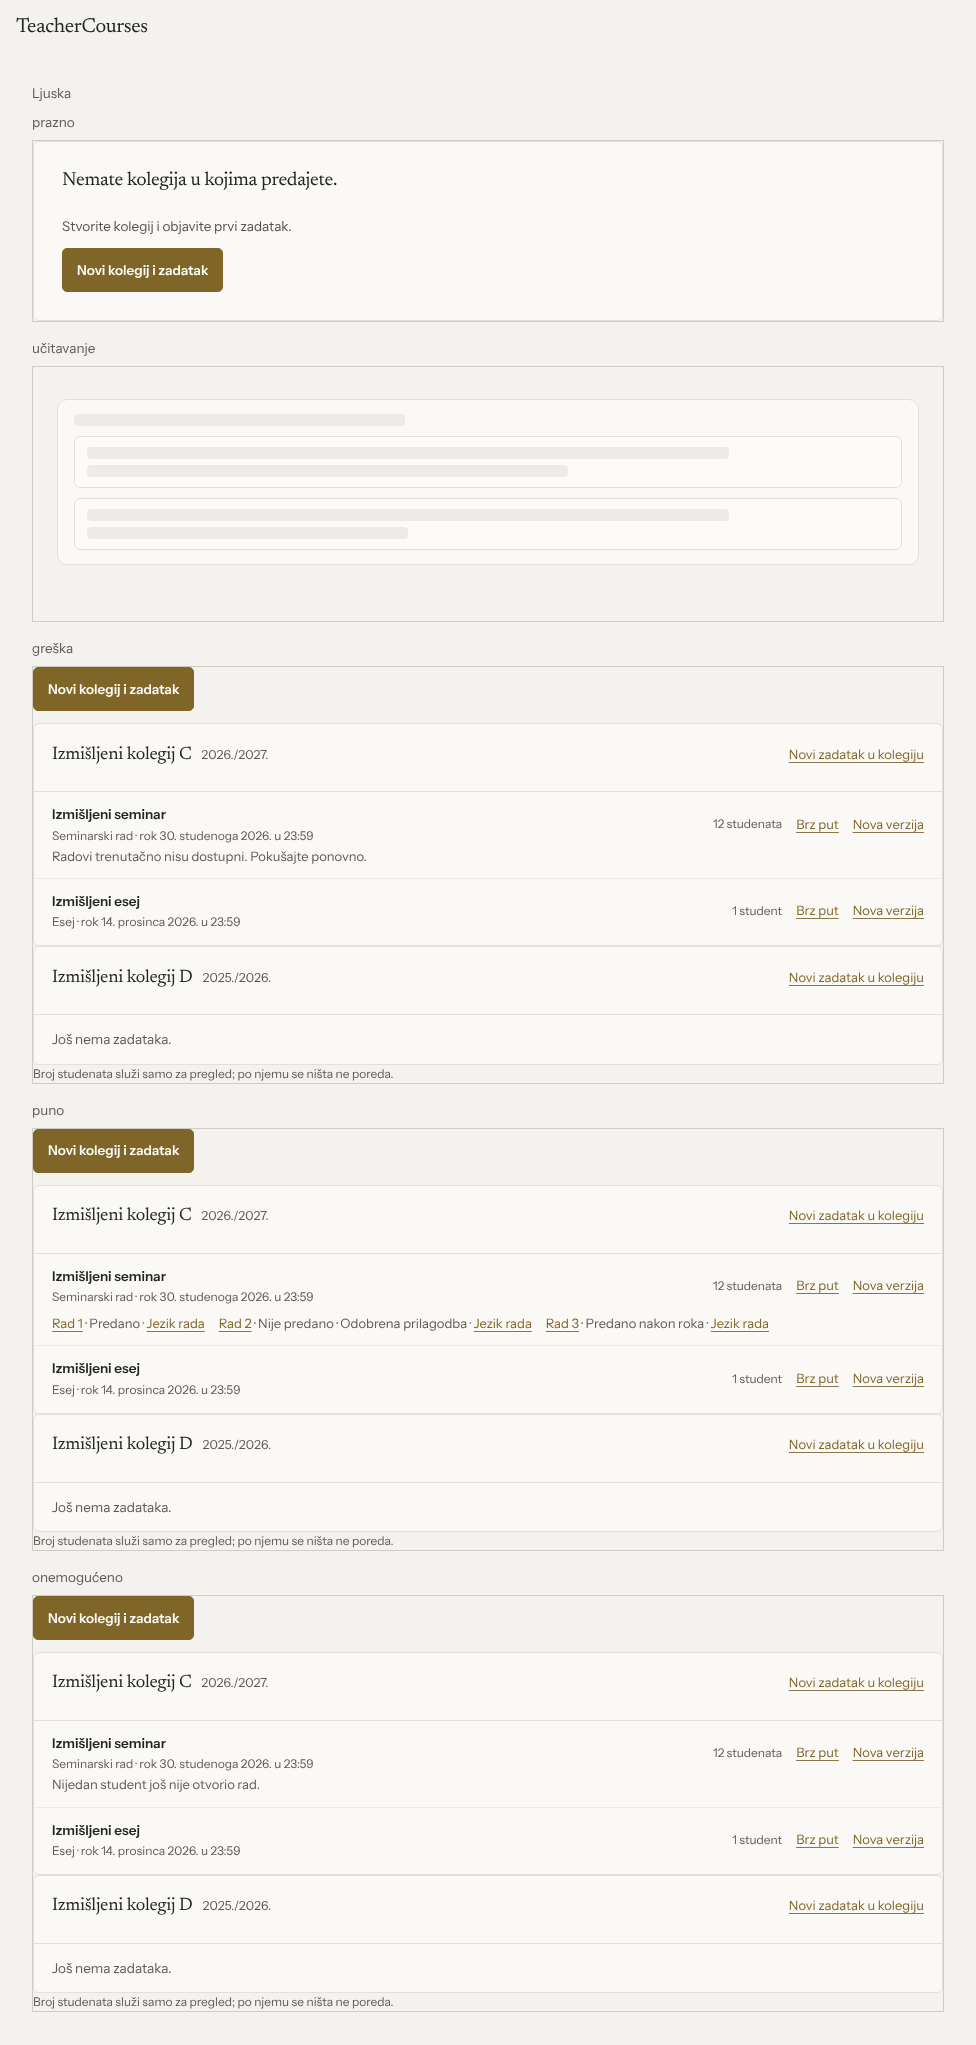 TeacherCourses
Ljuska
prazno
Nemate kolegija u kojima predajete.
Stvorite kolegij i objavite prvi zadatak.
Novi kolegij i zadatak
učitavanje
greška
Novi kolegij i zadatak
Izmišljeni kolegij C 2026./2027. Novi zadatak u kolegiju
Izmišljeni seminar
Seminarski rad · rok 30. studenoga 2026. u 23:59 12 studenata Brz put Nova verzija
Radovi trenutačno nisu dostupni. Pokušajte ponovno.
Izmišljeni esej
Esej · rok 14. prosinca 2026. u 23:59 1 student Brz put Nova verzija
Izmišljeni kolegij D 2025./2026. Novi zadatak u kolegiju
Još nema zadataka.
Broj studenata služi samo za pregled; po njemu se ništa ne poreda.
puno
Novi kolegij i zadatak
Izmišljeni kolegij C 2026./2027. Novi zadatak u kolegiju
Izmišljeni seminar
Seminarski rad · rok 30. studenoga 2026. u 23:59 12 studenata Brz put Nova verzija
Rad 1 · Predano · Jezik rada Rad 2 · Nije predano · Odobrena prilagodba · Jezik rada Rad 3 · Predano nakon roka · Jezik rada
Izmišljeni esej
Esej · rok 14. prosinca 2026. u 23:59 1 student Brz put Nova verzija
Izmišljeni kolegij D 2025./2026. Novi zadatak u kolegiju
Još nema zadataka.
Broj studenata služi samo za pregled; po njemu se ništa ne poreda.
onemogućeno
Novi kolegij i zadatak
Izmišljeni kolegij C 2026./2027. Novi zadatak u kolegiju
Izmišljeni seminar
Seminarski rad · rok 30. studenoga 2026. u 23:59 12 studenata Brz put Nova verzija
Nijedan student još nije otvorio rad.
Izmišljeni esej
Esej · rok 14. prosinca 2026. u 23:59 1 student Brz put Nova verzija
Izmišljeni kolegij D 2025./2026. Novi zadatak u kolegiju
Još nema zadataka.
Broj studenata služi samo za pregled; po njemu se ništa ne poreda.